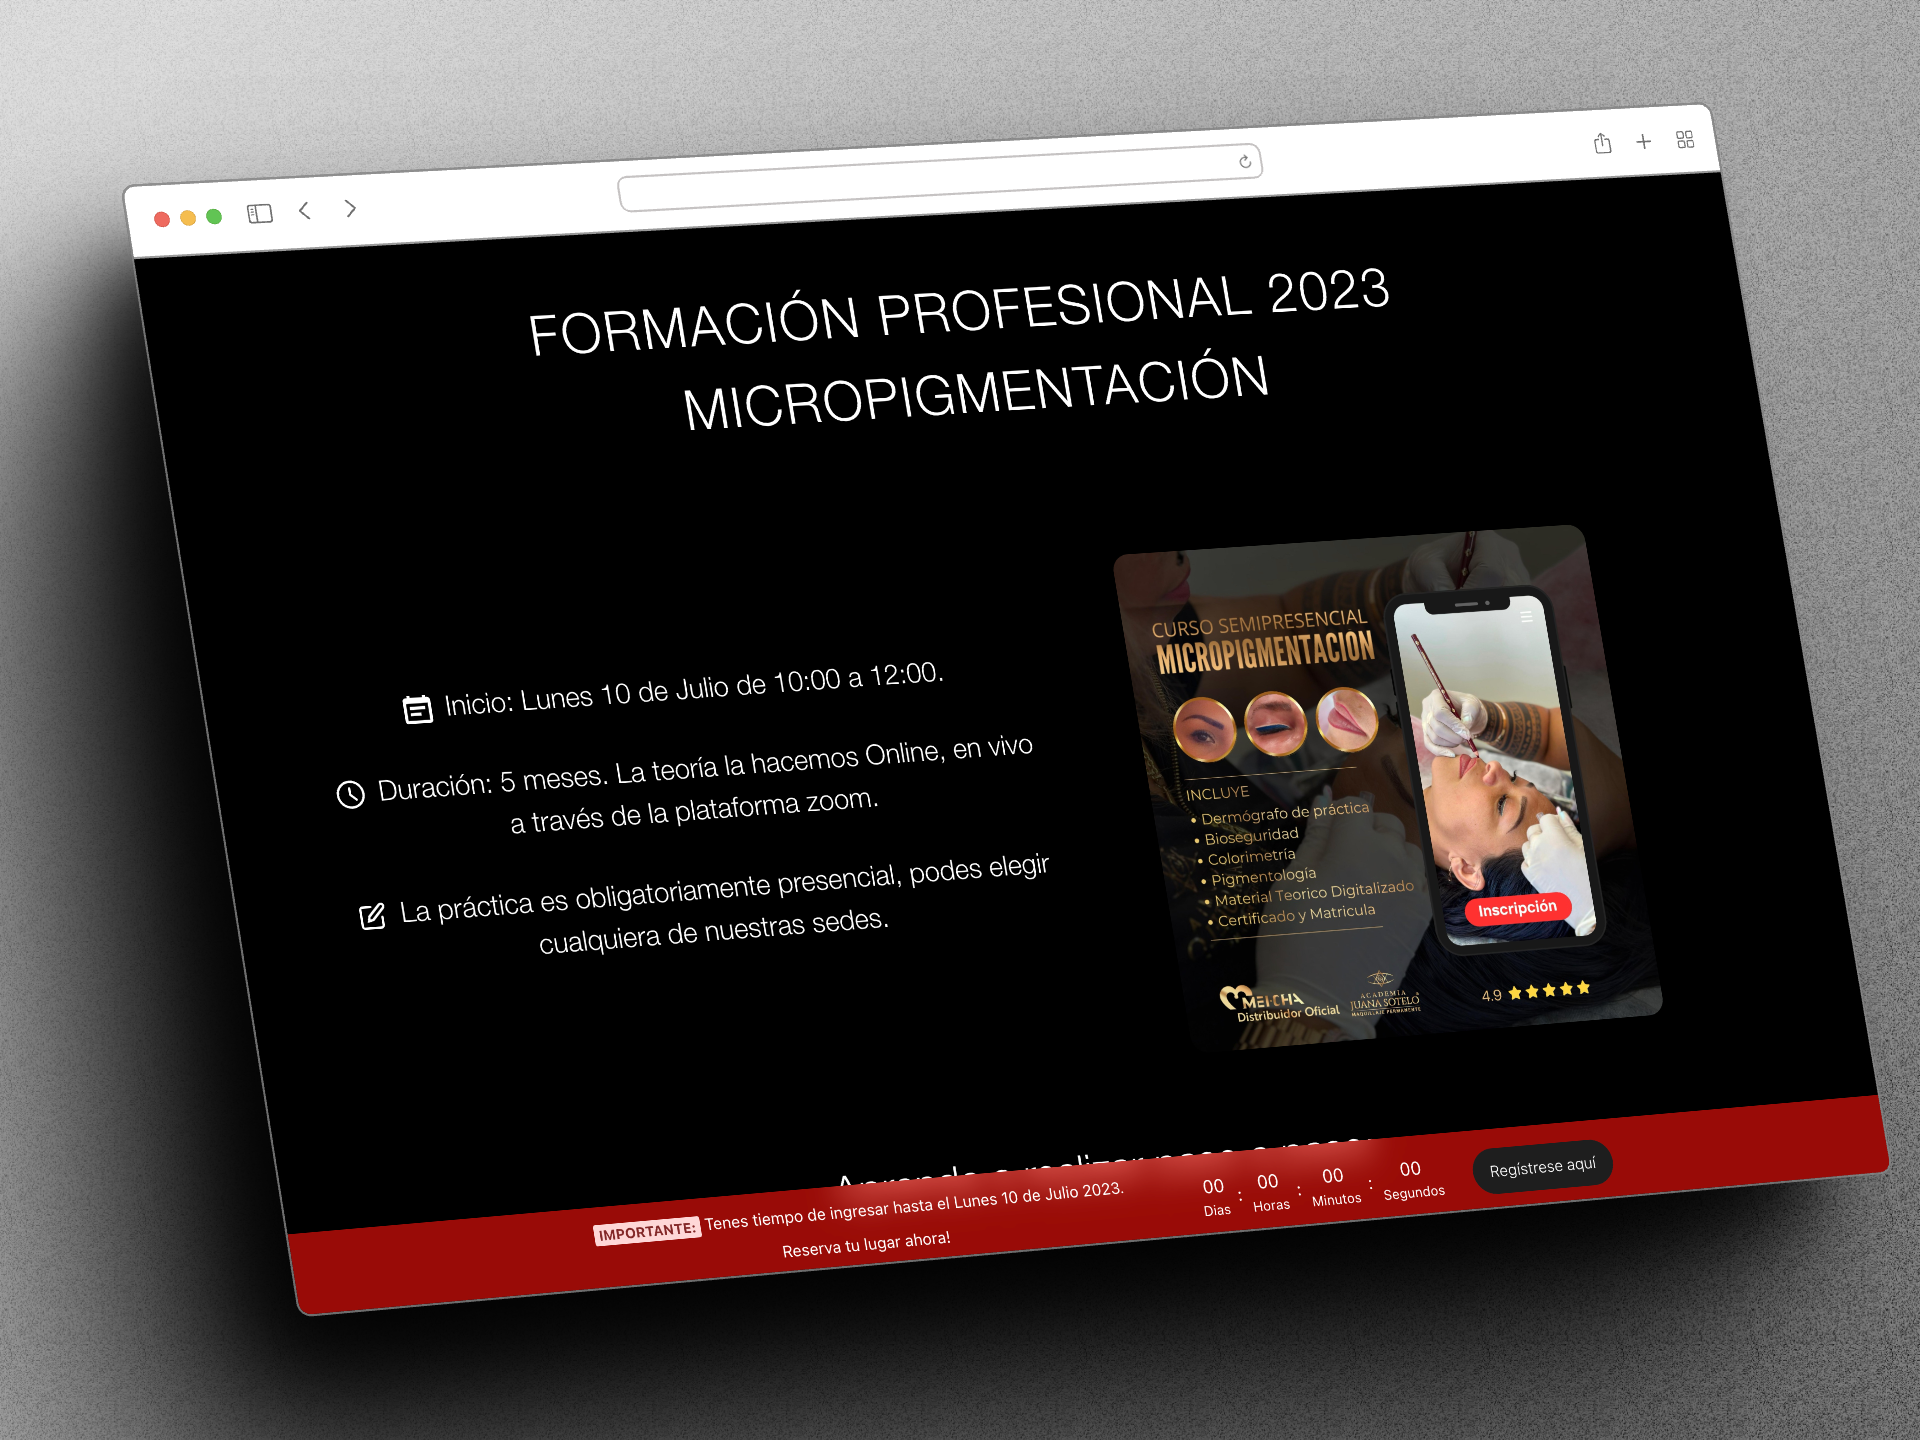 FORMACIÓN PROFESIONAL 2023
MICROPIGMENTACIÓN
Inicio: Lunes 10 de Julio de 10:00 a 12:00.
Duración: 5 meses. La teoría la hacemos Online, en vivo
a través de la plataforma zoom.
La práctica es obligatoriamente presencial, podes elegir
cualquiera de nuestras sedes.
CURSO SEMIPRESENCIAL
MICROPIGMENTACION
INCLUYE
• Dermógrafo de práctica
• Bioseguridad
• Colorimetría
• Pigmentología
• Material Teorico Digitalizado
• Certificado y Matricula
Inscripción
MEI-CHA
Distribuidor Oficial
ACADEMIA
JUANA SOTELO
MAQUILLAJE PERMANENTE
4.9
IMPORTANTE: Tenes tiempo de ingresar hasta el Lunes 10 de Julio 2023.
Reserva tu lugar ahora!
00 : 00 : 00 : 00
Dias Horas Minutos Segundos
Regístrese aquí